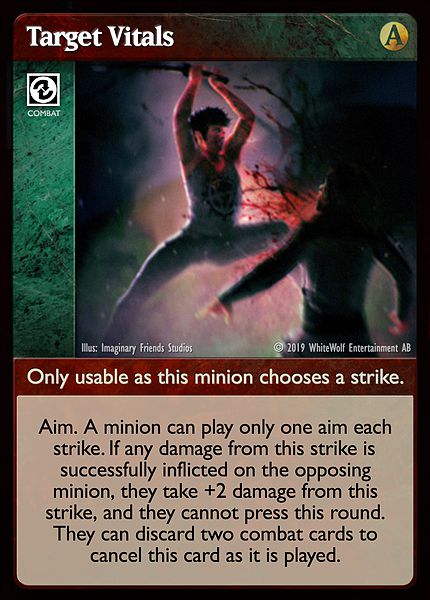 Target Vitals
A
COMBAT
Illus: Imaginary Friends Studios
© 2019 WhiteWolf Entertainment AB
Only usable as this minion chooses a strike.
Aim. A minion can play only one aim each
strike. If any damage from this strike is
successfully inflicted on the opposing
minion, they take +2 damage from this
strike, and they cannot press this round.
They can discard two combat cards to
cancel this card as it is played.